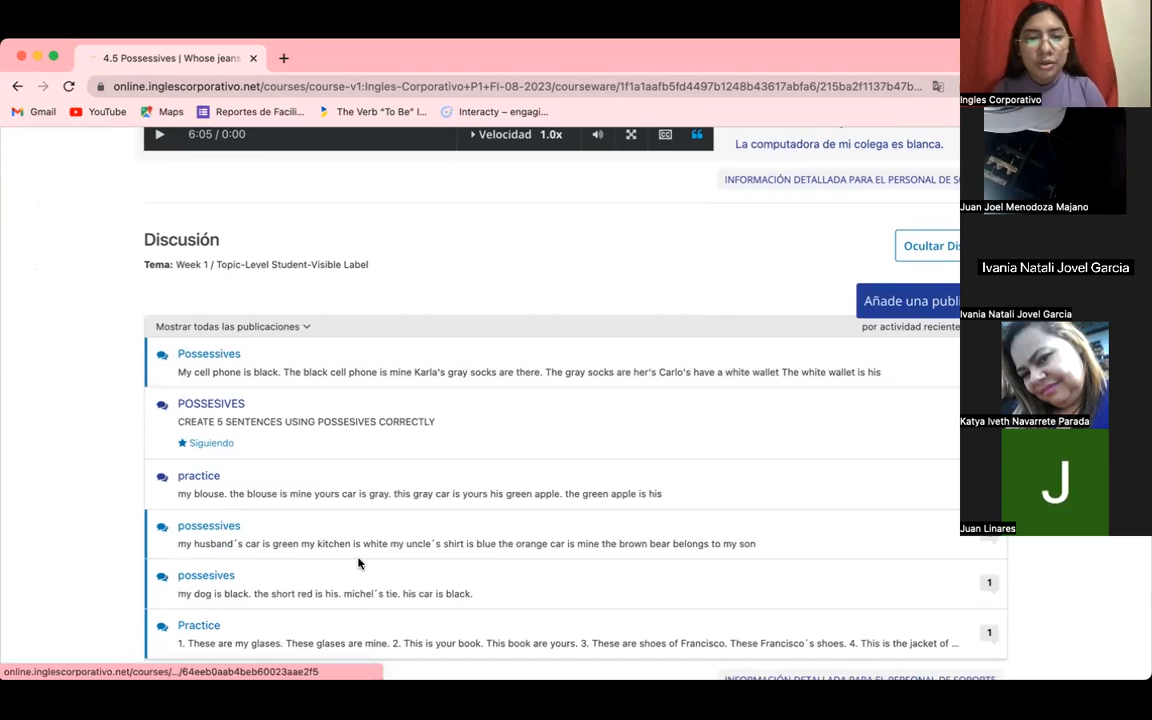 4.5 Possessives | Whose jeans
online.inglescorporativo.net/courses/course-v1:Ingles-Corporativo+P1+FI-08-2023/courseware/1f1a1aafb5fd4497b1248b43617abfa6/215ba2f1137b47b...
Gmail
YouTube
Maps
Reportes de Facili...
The Verb "To Be" I...
Interacty – engagi...
6:05 / 0:00
Velocidad 1.0x
La computadora de mi colega es blanca.
INFORMACIÓN DETALLADA PARA EL PERSONAL DE S
Discusión
Ocultar Di
Tema: Week 1 / Topic-Level Student-Visible Label
Añade una publ
Mostrar todas las publicaciones
por actividad reciente
Possessives
My cell phone is black. The black cell phone is mine Karla's gray socks are there. The gray socks are her's Carlo's have a white wallet The white wallet is his
POSSESIVES
CREATE 5 SENTENCES USING POSSESIVES CORRECTLY
Siguiendo
practice
my blouse. the blouse is mine yours car is gray. this gray car is yours his green apple. the green apple is his
possessives
my husband´s car is green my kitchen is white my uncle´s shirt is blue the orange car is mine the brown bear belongs to my son
possesives
my dog is black. the short red is his. michel´s tie. his car is black.
1
Practice
1. These are my glasses. These glasses are mine. 2. This is your book. This book are yours. 3. These are shoes of Francisco. These Francisco´s shoes. 4. This is the jacket of ...
1
online.inglescorporativo.net/courses/.../64eeb0aab4beb60023aae2f5
INFORMACIÓN DETALLADA PARA EL PERSONAL DE SOPORTE
Ingles Corporativo
Juan Joel Menodoza Majano
Ivania Natali Jovel Garcia
Ivania Natali Jovel Garcia
Katya Iveth Navarrete Parada
J
Juan Linares